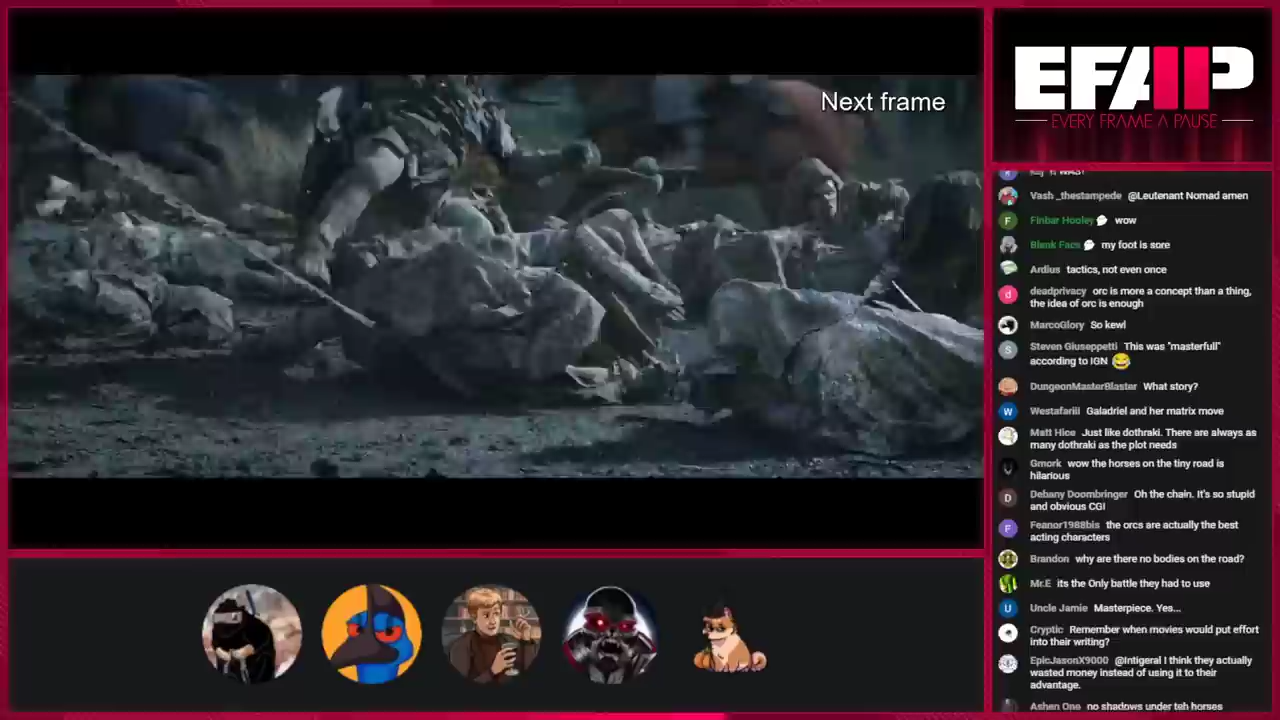 Next frame
EFAP
EVERY FRAME A PAUSE
Vash _thestampede @Leutenant Nomad amen
Finbar Hooley wow
Blank Face my foot is sore
Ardius tactics, not even once
deadprivacy orc is more a concept than a thing,
the idea of orc is enough
MarcoGlory So kewl
Steven Giuseppetti This was "masterfull"
according to IGN 😂
DungeonMasterBlaster What story?
Westafariii Galadriel and her matrix move
Matt Hice Just like dothraki. There are always as
many dothraki as the plot needs
Gmork wow the horses on the tiny road is
hilarious
Debany Doombringer Oh the chain. It's so stupid
and obvious CGI
Feanor1988bis the orcs are actually the best
acting characters
Brandon why are there no bodies on the road?
Mr.E its the Only battle they had to use
Uncle Jamie Masterpiece. Yes...
Cryptic Remember when movies would put effort
into their writing?
EpicJasonX9000 @Intigeral I think they actually
wasted money instead of using it to their
advantage.
Ashen One no shadows under teh horses